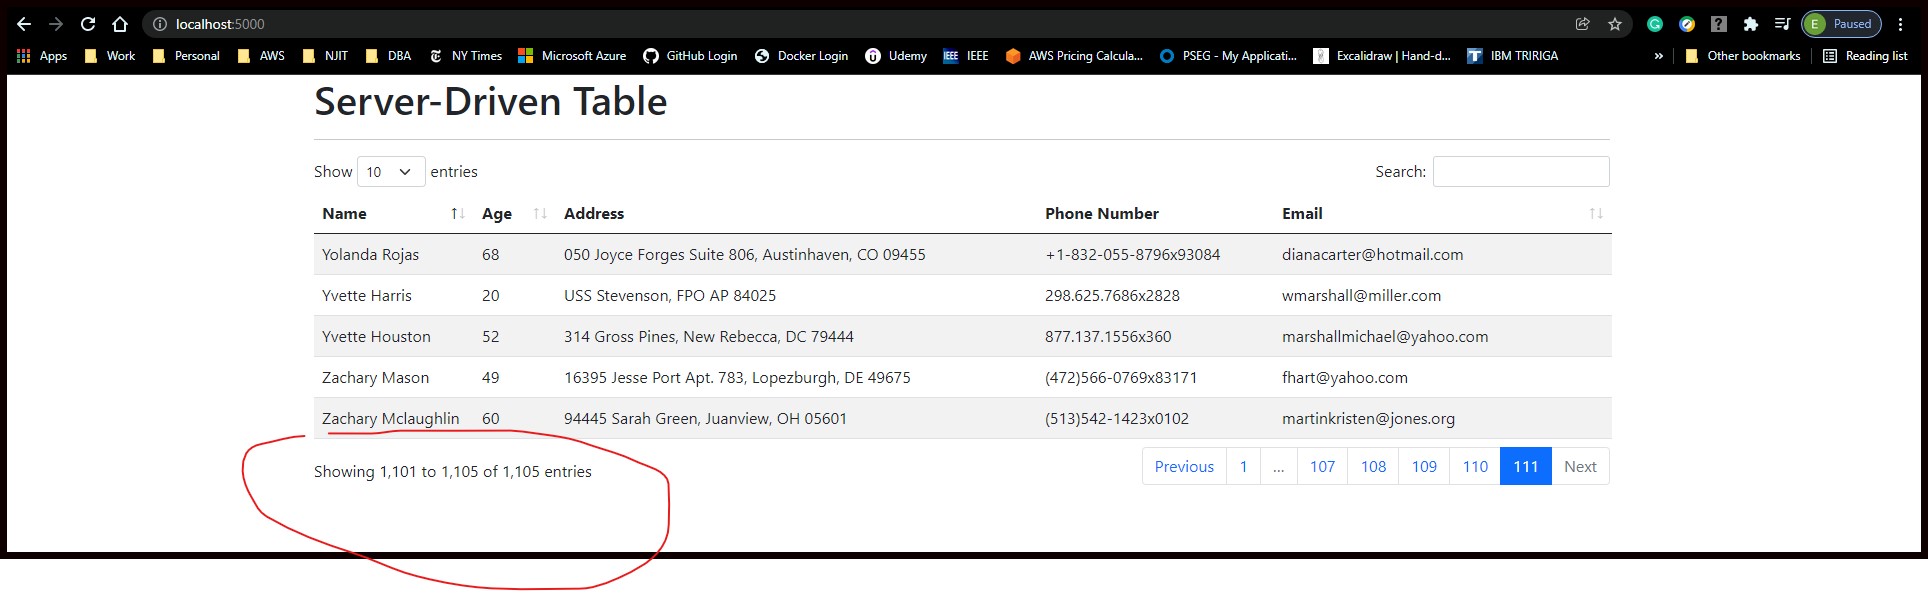 localhost:5000
E Paused
Apps Work Personal AWS NJIT DBA NY Times Microsoft Azure GitHub Login Docker Login Udemy IEEE IEEE AWS Pricing Calcula... PSEG - My Applicati... Excalidraw | Hand-d... IBM TRIRIGA » Other bookmarks Reading list
Server-Driven Table
Show 10 entries Search:
Name Age Address Phone Number Email
Yolanda Rojas 68 050 Joyce Forges Suite 806, Austinhaven, CO 09455 +1-832-055-8796x93084 dianacarter@hotmail.com
Yvette Harris 20 USS Stevenson, FPO AP 84025 298.625.7686x2828 wmarshall@miller.com
Yvette Houston 52 314 Gross Pines, New Rebecca, DC 79444 877.137.1556x360 marshallmichael@yahoo.com
Zachary Mason 49 16395 Jesse Port Apt. 783, Lopezburgh, DE 49675 (472)566-0769x83171 fhart@yahoo.com
Zachary Mclaughlin 60 94445 Sarah Green, Juanview, OH 05601 (513)542-1423x0102 martinkristen@jones.org
Showing 1,101 to 1,105 of 1,105 entries Previous 1 ... 107 108 109 110 111 Next